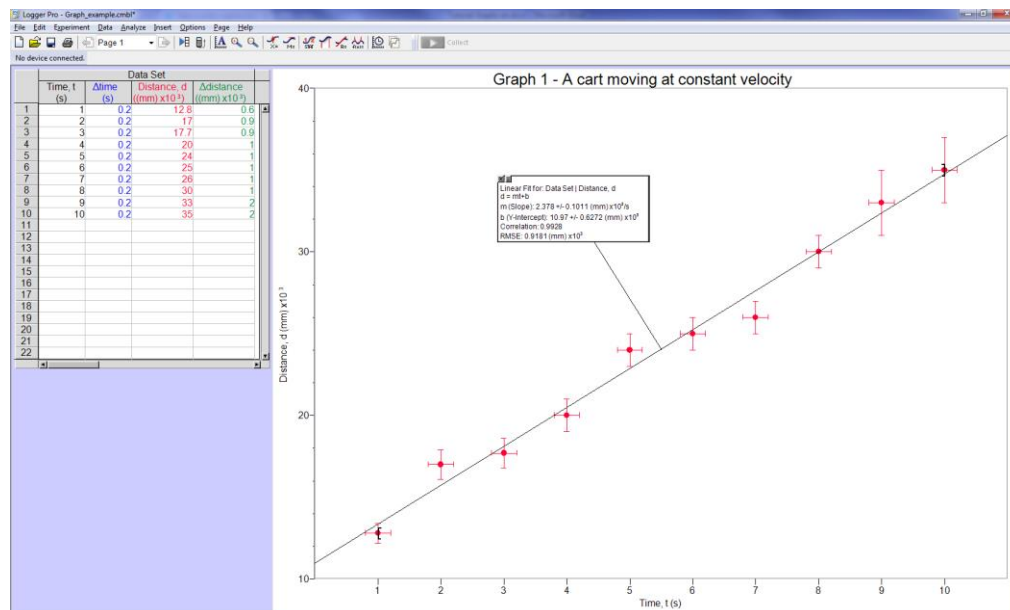 Logger Pro - Graph_example.cmbl*
File Edit Experiment Data Analyze Insert Options Page Help
Page 1
Collect
No device connected.
Data Set
Time, t Δtime Distance, d Δdistance
(s) (s) ((mm) x10³) ((mm) x10³)
1 1 0.2 12.8 0.6
2 2 0.2 17 0.9
3 3 0.2 17.7 0.9
4 4 0.2 20 1
5 5 0.2 24 1
6 6 0.2 25 1
7 7 0.2 26 1
8 8 0.2 30 1
9 9 0.2 33 2
10 10 0.2 35 2
11
12
13
14
15
16
17
18
19
20
21
22
Graph 1 - A cart moving at constant velocity
Linear Fit for: Data Set | Distance, d
d = mt+b
m (Slope): 2.378 +/- 0.1011 (mm) x10³/s
b (Y-Intercept): 10.97 +/- 0.6272 (mm) x10³
Correlation: 0.9928
RMSE: 0.9181 (mm) x10³
Distance, d (mm) x10³
40
30
20
10
1 2 3 4 5 6 7 8 9 10
Time, t (s)